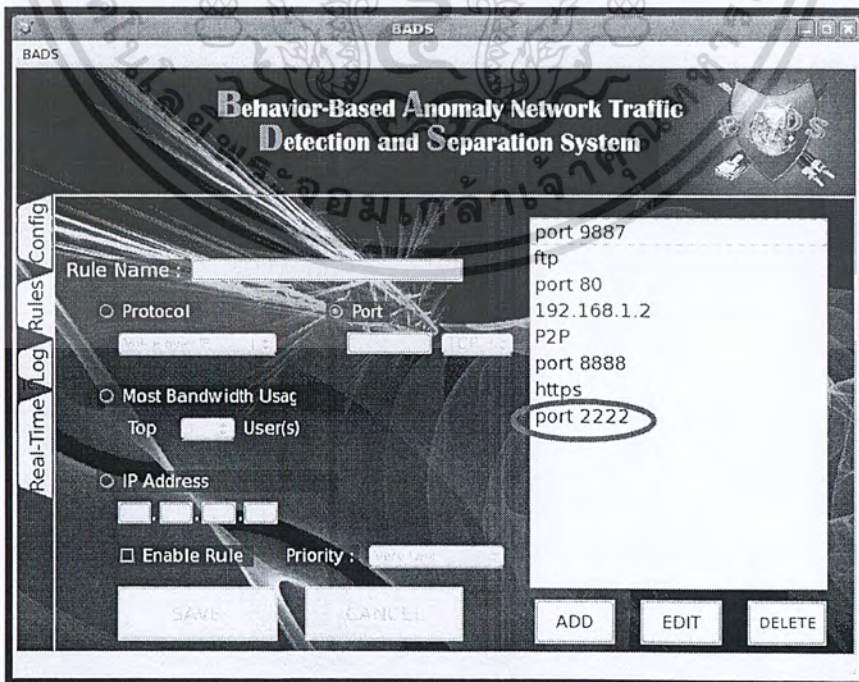 BADS
BADS
Behavior-Based Anomaly Network Traffic
Detection and Separation System
Config
Rules
Log
Real-Time
Rule Name :
Protocol
Port
TCP
Most Bandwidth Usag
Top User(s)
IP Address
Enable Rule Priority :
SAVE CANCEL
port 9887
ftp
port 80
192.168.1.2
P2P
port 8888
https
port 2222
ADD EDIT DELETE